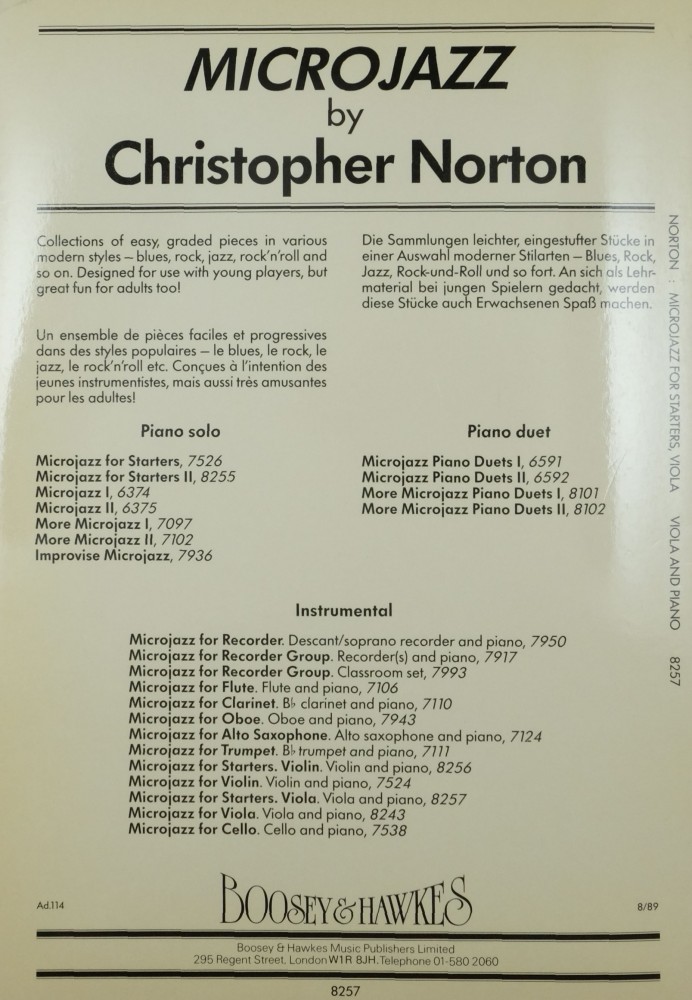 MICROJAZZ
by
Christopher Norton
Collections of easy, graded pieces in various
modern styles – blues, rock, jazz, rock'n'roll and
so on. Designed for use with young players, but
great fun for adults too!
Un ensemble de pièces faciles et progressives
dans des styles populaires – le blues, le rock, le
jazz, le rock'n'roll etc. Conçues à l'intention des
jeunes instrumentistes, mais aussi très amusantes
pour les adultes!
Die Sammlungen leichter, eingestufter Stücke in
einer Auswahl moderner Stilarten – Blues, Rock,
Jazz, Rock-und-Roll und so fort. An sich als Lehr-
material bei jungen Spielern gedacht, werden
diese Stücke auch Erwachsenen Spaß machen.
Piano solo
Microjazz for Starters, 7526
Microjazz for Starters II, 8255
Microjazz I, 6374
Microjazz II, 6375
More Microjazz I, 7097
More Microjazz II, 7102
Improvise Microjazz, 7936
Piano duet
Microjazz Piano Duets I, 6591
Microjazz Piano Duets II, 6592
More Microjazz Piano Duets I, 8101
More Microjazz Piano Duets II, 8102
Instrumental
Microjazz for Recorder. Descant/soprano recorder and piano, 7950
Microjazz for Recorder Group. Recorder(s) and piano, 7917
Microjazz for Recorder Group. Classroom set, 7993
Microjazz for Flute. Flute and piano, 7106
Microjazz for Clarinet. B♭ clarinet and piano, 7110
Microjazz for Oboe. Oboe and piano, 7943
Microjazz for Alto Saxophone. Alto saxophone and piano, 7124
Microjazz for Trumpet. B♭ trumpet and piano, 7111
Microjazz for Starters. Violin. Violin and piano, 8256
Microjazz for Violin. Violin and piano, 7524
Microjazz for Starters. Viola. Viola and piano, 8257
Microjazz for Viola. Viola and piano, 8243
Microjazz for Cello. Cello and piano, 7538
NORTON : MICROJAZZ FOR STARTERS, VIOLA VIOLA AND PIANO 8257
Ad.114
BOOSEY & HAWKES
8/89
Boosey & Hawkes Music Publishers Limited
295 Regent Street, London W1R 8JH. Telephone 01-580 2060
8257